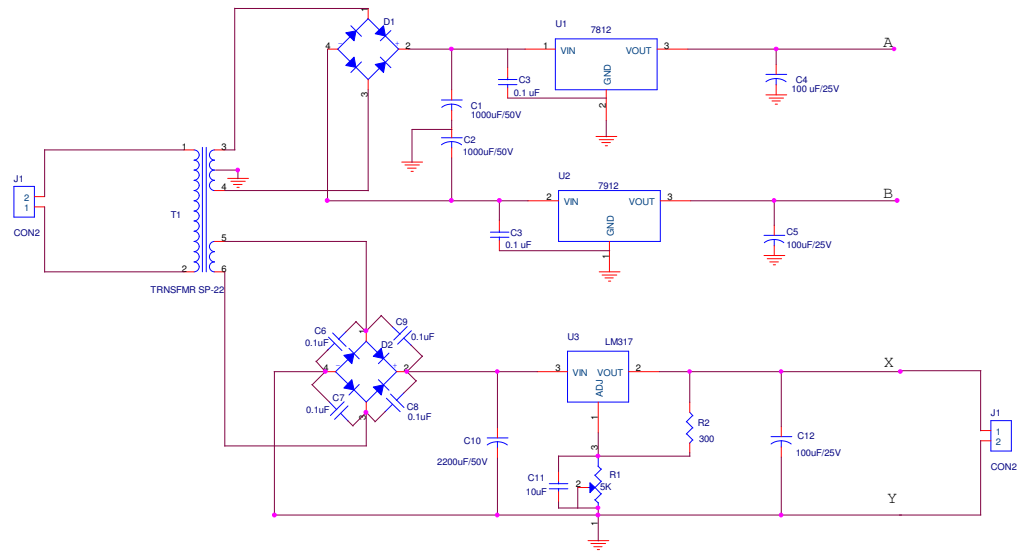 1
D1
4
2
3
U1
7812
1
VIN
VOUT
3
GND
2
A
C3
0.1 uF
C4
100 uF/25V
C1
1000uF/50V
C2
1000uF/50V
1
3
4
J1
2
1
CON2
T1
2
5
6
TRNSFMR SP-22
U2
7912
2
VIN
VOUT
3
GND
1
B
C3
0.1 uF
C5
100uF/25V
C6
0.1uF
C9
0.1uF
1
D2
4
2
3
C7
0.1uF
C8
0.1uF
U3
LM317
3
VIN
VOUT
2
ADJ
1
X
C10
2200uF/50V
R2
300
C12
100uF/25V
3
C11
10uF
2
R1
5K
1
Y
J1
1
2
CON2